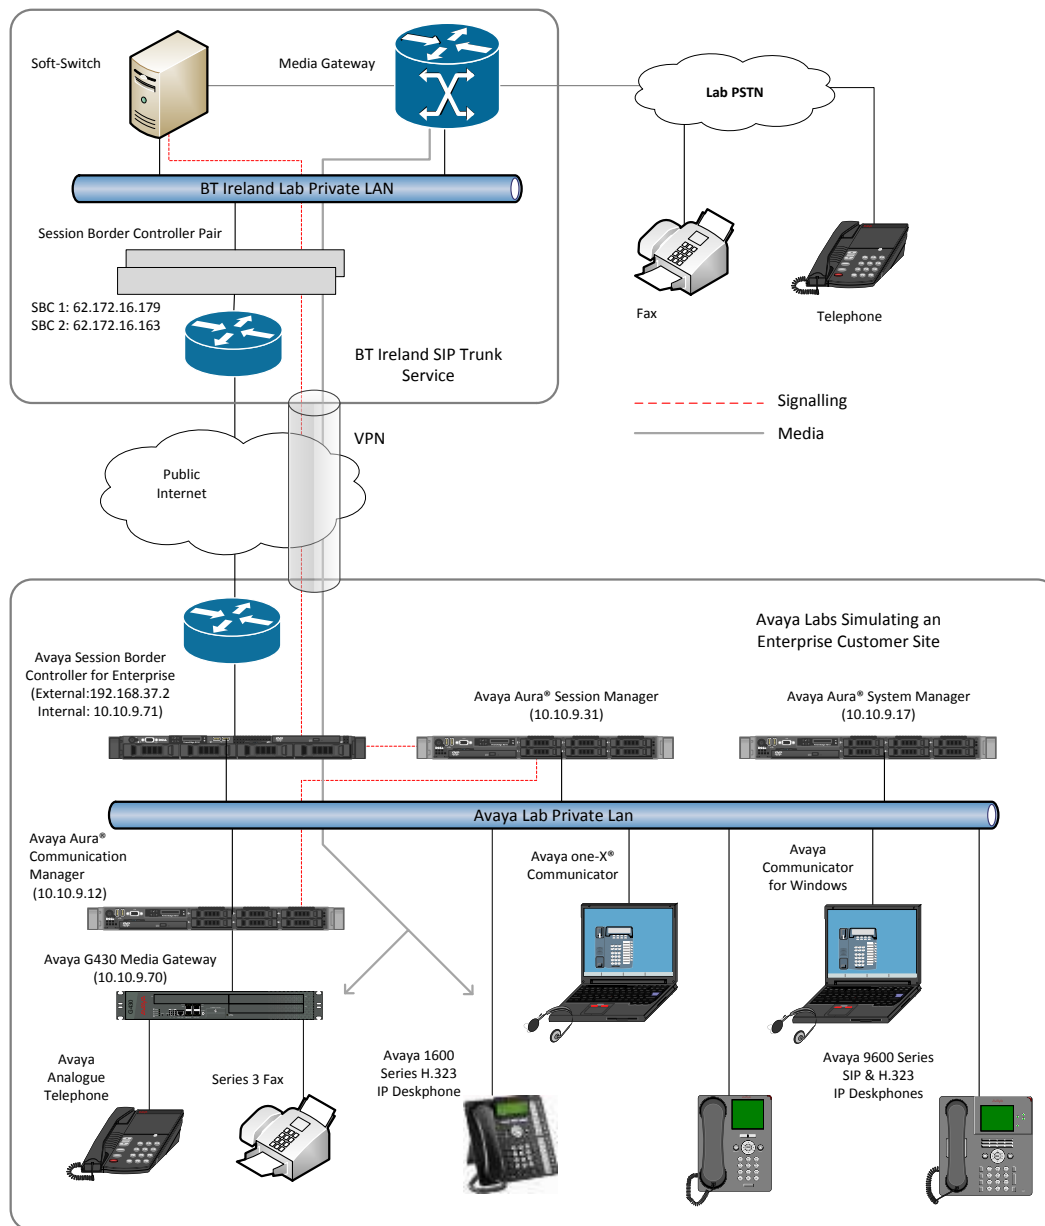 Soft-Switch
Media Gateway
Lab PSTN
BT Ireland Lab Private LAN
Session Border Controller Pair
SBC 1: 62.172.16.179
SBC 2: 62.172.16.163
Fax
Telephone
BT Ireland SIP Trunk
Service
Signalling
Media
VPN
Public
Internet
Avaya Labs Simulating an
Enterprise Customer Site
Avaya Session Border
Controller for Enterprise
(External:192.168.37.2
Internal: 10.10.9.71)
Avaya Aura® Session Manager
(10.10.9.31)
Avaya Aura® System Manager
(10.10.9.17)
Avaya Lab Private Lan
Avaya Aura®
Communication
Manager
(10.10.9.12)
Avaya one-X®
Communicator
Avaya
Communicator
for Windows
Avaya G430 Media Gateway
(10.10.9.70)
Avaya
Analogue
Telephone
Series 3 Fax
Avaya 1600
Series H.323
IP Deskphone
Avaya 9600 Series
SIP & H.323
IP Deskphones